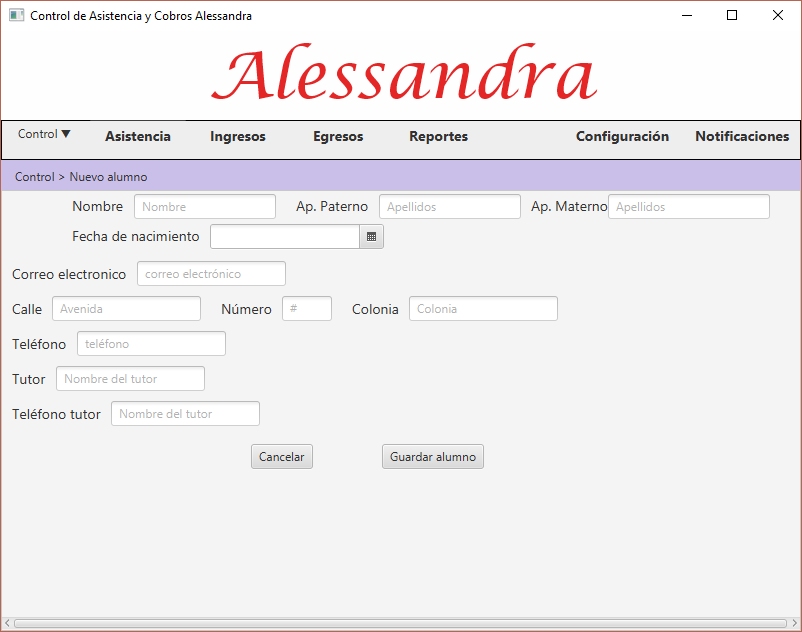 Control de Asistencia y Cobros Alessandra
Alessandra
Control ▼ Asistencia Ingresos Egresos Reportes Configuración Notificaciones
Control > Nuevo alumno
Nombre Nombre Ap. Paterno Apellidos Ap. Materno Apellidos
Fecha de nacimiento
Correo electronico correo electrónico
Calle Avenida Número # Colonia Colonia
Teléfono teléfono
Tutor Nombre del tutor
Teléfono tutor Nombre del tutor
Cancelar Guardar alumno